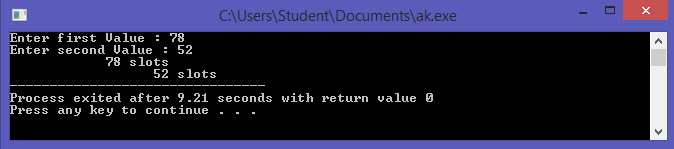 C:\Users\Student\Documents\ak.exe
Enter first Value : 78
Enter second Value : 52
            78 slots
                  52 slots
--------------------------------
Process exited after 9.21 seconds with return value 0
Press any key to continue . . .